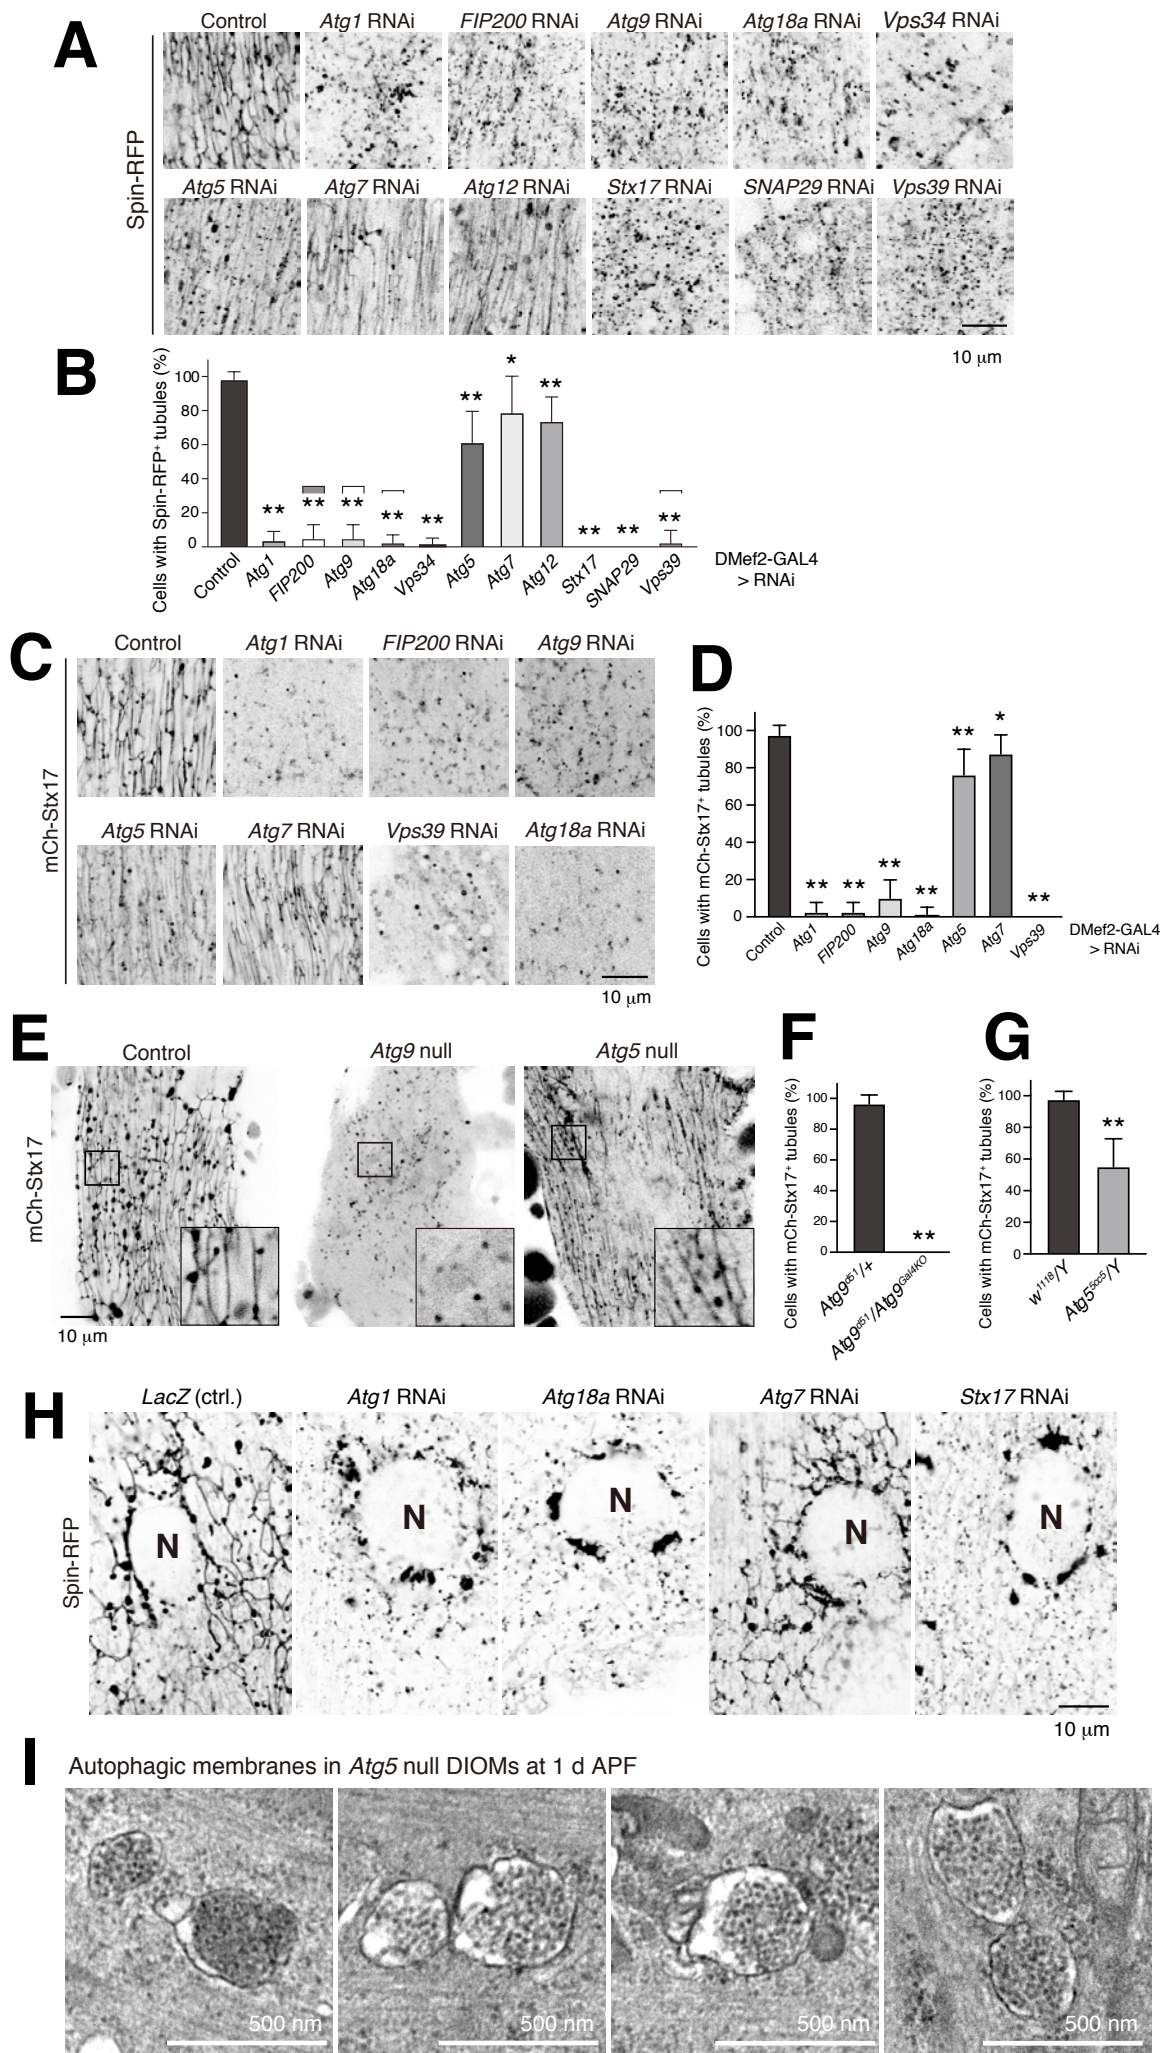 A
Control
Atg1 RNAi
FIP200 RNAi
Atg9 RNAi
Atg18a RNAi
Vps34 RNAi
Spin-RFP
Atg5 RNAi
Atg7 RNAi
Atg12 RNAi
Stx17 RNAi
SNAP29 RNAi
Vps39 RNAi
10 μm
B
Cells with Spin-RFP⁺ tubules (%)
100
80
60
40
20
0
**
**
**
**
**
**
*
**
**
**
**
Control
Atg1
FIP200
Atg9
Atg18a
Vps34
Atg5
Atg7
Atg12
Stx17
SNAP29
Vps39
DMef2-GAL4
> RNAi
C
Control
Atg1 RNAi
FIP200 RNAi
Atg9 RNAi
mCh-Stx17
Atg5 RNAi
Atg7 RNAi
Vps39 RNAi
Atg18a RNAi
10 μm
D
Cells with mCh-Stx17⁺ tubules (%)
100
80
60
40
20
0
**
**
**
**
**
*
**
Control
Atg1
FIP200
Atg9
Atg18a
Atg5
Atg7
Vps39
DMef2-GAL4
> RNAi
E
Control
Atg9 null
Atg5 null
mCh-Stx17
10 μm
F
Cells with mCh-Stx17⁺ tubules (%)
100
80
60
40
20
0
**
Atg9ᵈ⁵¹/+
Atg9ᵈ⁵¹/Atg9ᴳᵃˡ⁴ᴷᴼ
G
Cells with mCh-Stx17⁺ tubules (%)
100
80
60
40
20
0
**
w¹¹¹⁸/Y
Atg5⁵ᶜᶜ⁵/Y
H
LacZ (ctrl.)
Atg1 RNAi
Atg18a RNAi
Atg7 RNAi
Stx17 RNAi
Spin-RFP
N
N
N
N
N
10 μm
I
Autophagic membranes in Atg5 null DIOMs at 1 d APF
500 nm
500 nm
500 nm
500 nm